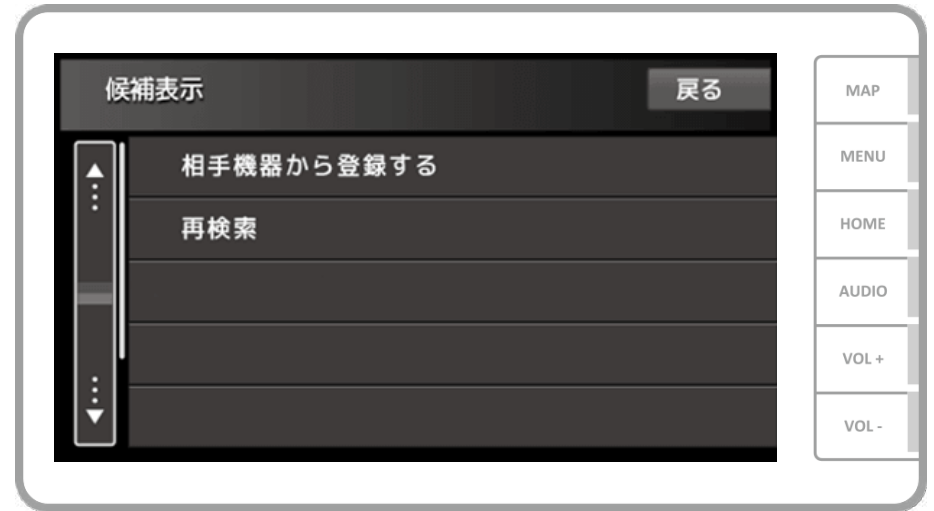 候補表示
戻る
相手機器から登録する
再検索
MAP
MENU
HOME
AUDIO
VOL +
VOL -